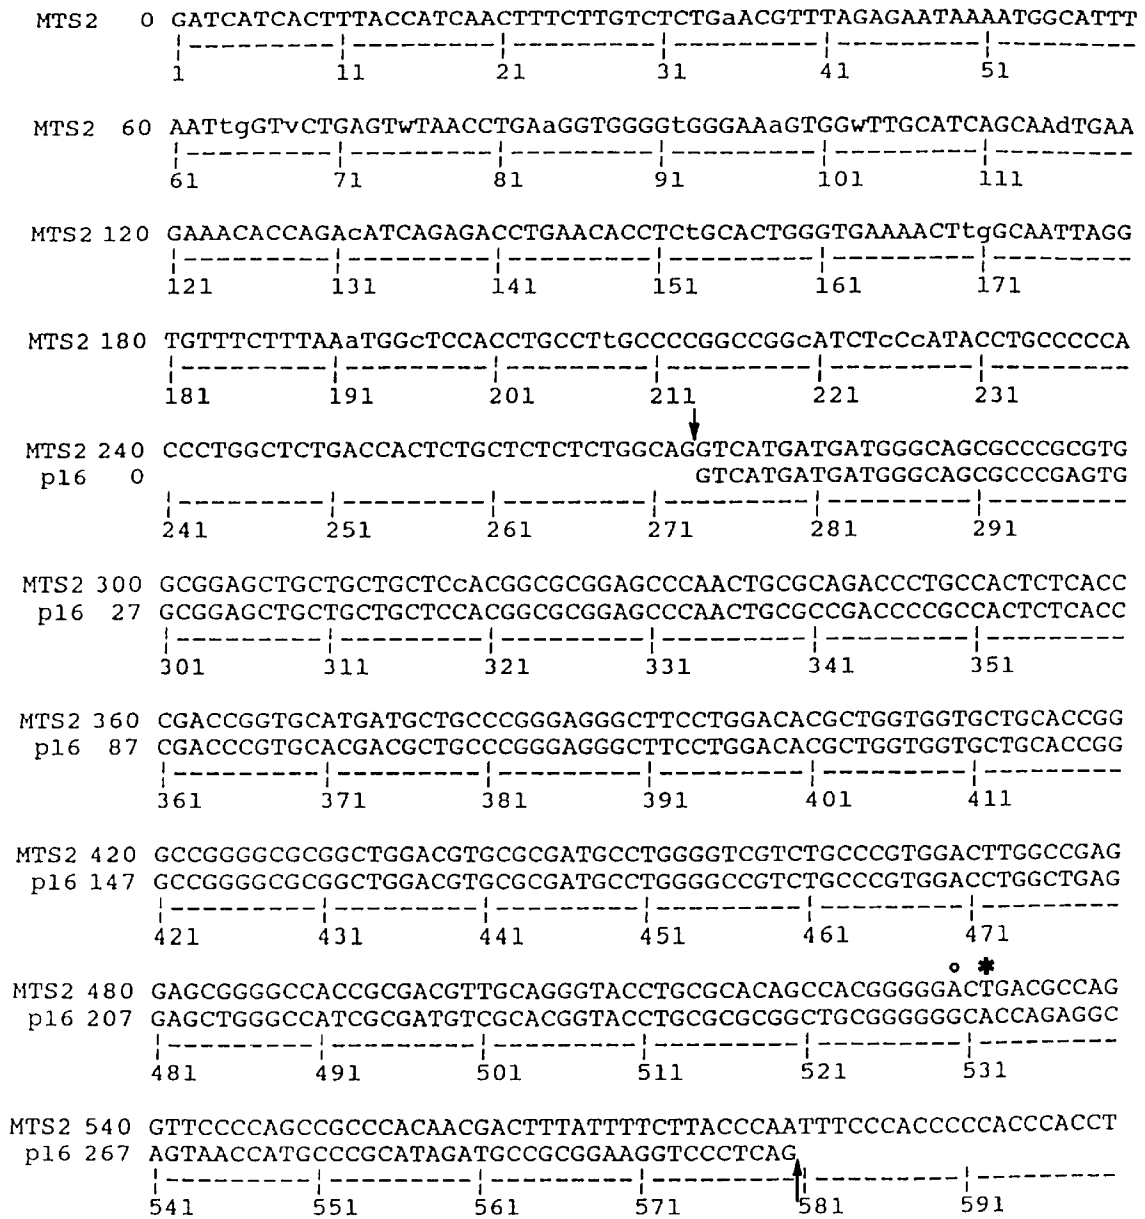 MTS2 0 GATCATCACTTTACCATCAACTTTCTTGTCTCTGaACGTTTAGAGAATAAAATGGCATTT
|---------|---------|---------|---------|---------|---------
1 11 21 31 41 51
MTS2 60 AATtgGTvCTGAGTwTAACCTGAaGGTGGGGtGGGAAaGTGGwTTGCATCAGCAAdTGAA
|---------|---------|---------|---------|---------|---------
61 71 81 91 101 111
MTS2 120 GAAACACCAGAcATCAGAGACCTGAACACCTCtGCACTGGGTGAAAACTtgGCAATTAGG
|---------|---------|---------|---------|---------|---------
121 131 141 151 161 171
MTS2 180 TGTTTCTTTAAaTGGcTCCACCTGCCTtGCCCCGGCCGGcATCTcCcATACCTGCCCCCA
|---------|---------|---------|---------|---------|---------
181 191 201 211 221 231
MTS2 240 CCCTGGCTCTGACCACTCTGCTCTCTCTGGCAGGTCATGATGATGGGCAGCGCCCGCGTG
p16 0 GTCATGATGATGGGCAGCGCCCGAGTG
|---------|---------|---------|---------|---------|---------
241 251 261 271 281 291
MTS2 300 GCGGAGCTGCTGCTGCTCcACGGCGCGGAGCCCAACTGCGCAGACCCTGCCACTCTCACC
p16 27 GCGGAGCTGCTGCTGCTCCACGGCGCGGAGCCCAACTGCGCCGACCCCGCCACTCTCACC
|---------|---------|---------|---------|---------|---------
301 311 321 331 341 351
MTS2 360 CGACCGGTGCATGATGCTGCCCGGGAGGGCTTCCTGGACACGCTGGTGGTGCTGCACCGG
p16 87 CGACCCGTGCACGACGCTGCCCGGGAGGGCTTCCTGGACACGCTGGTGGTGCTGCACCGG
|---------|---------|---------|---------|---------|---------
361 371 381 391 401 411
MTS2 420 GCCGGGGCGCGGCTGGACGTGCGCGATGCCTGGGGTCGTCTGCCCGTGGACTTGGCCGAG
p16 147 GCCGGGGCGCGGCTGGACGTGCGCGATGCCTGGGGCCGTCTGCCCGTGGACCTGGCTGAG
|---------|---------|---------|---------|---------|---------
421 431 441 451 461 471
° *
MTS2 480 GAGCGGGGCCACCGCGACGTTGCAGGGTACCTGCGCACAGCCACGGGGGACTGACGCCAG
p16 207 GAGCTGGGCCATCGCGATGTCGCACGGTACCTGCGCGCGGCTGCGGGGGGCACCAGAGGC
|---------|---------|---------|---------|---------|---------
481 491 501 511 521 531
MTS2 540 GTTCCCCAGCCGCCCACAACGACTTTATTTTCTTACCCAATTTCCCACCCCCACCCACCT
p16 267 AGTAACCATGCCCGCATAGATGCCGCGGAAGGTCCCTCAG
|---------|---------|---------|---------|---------|---------
541 551 561 571 581 591